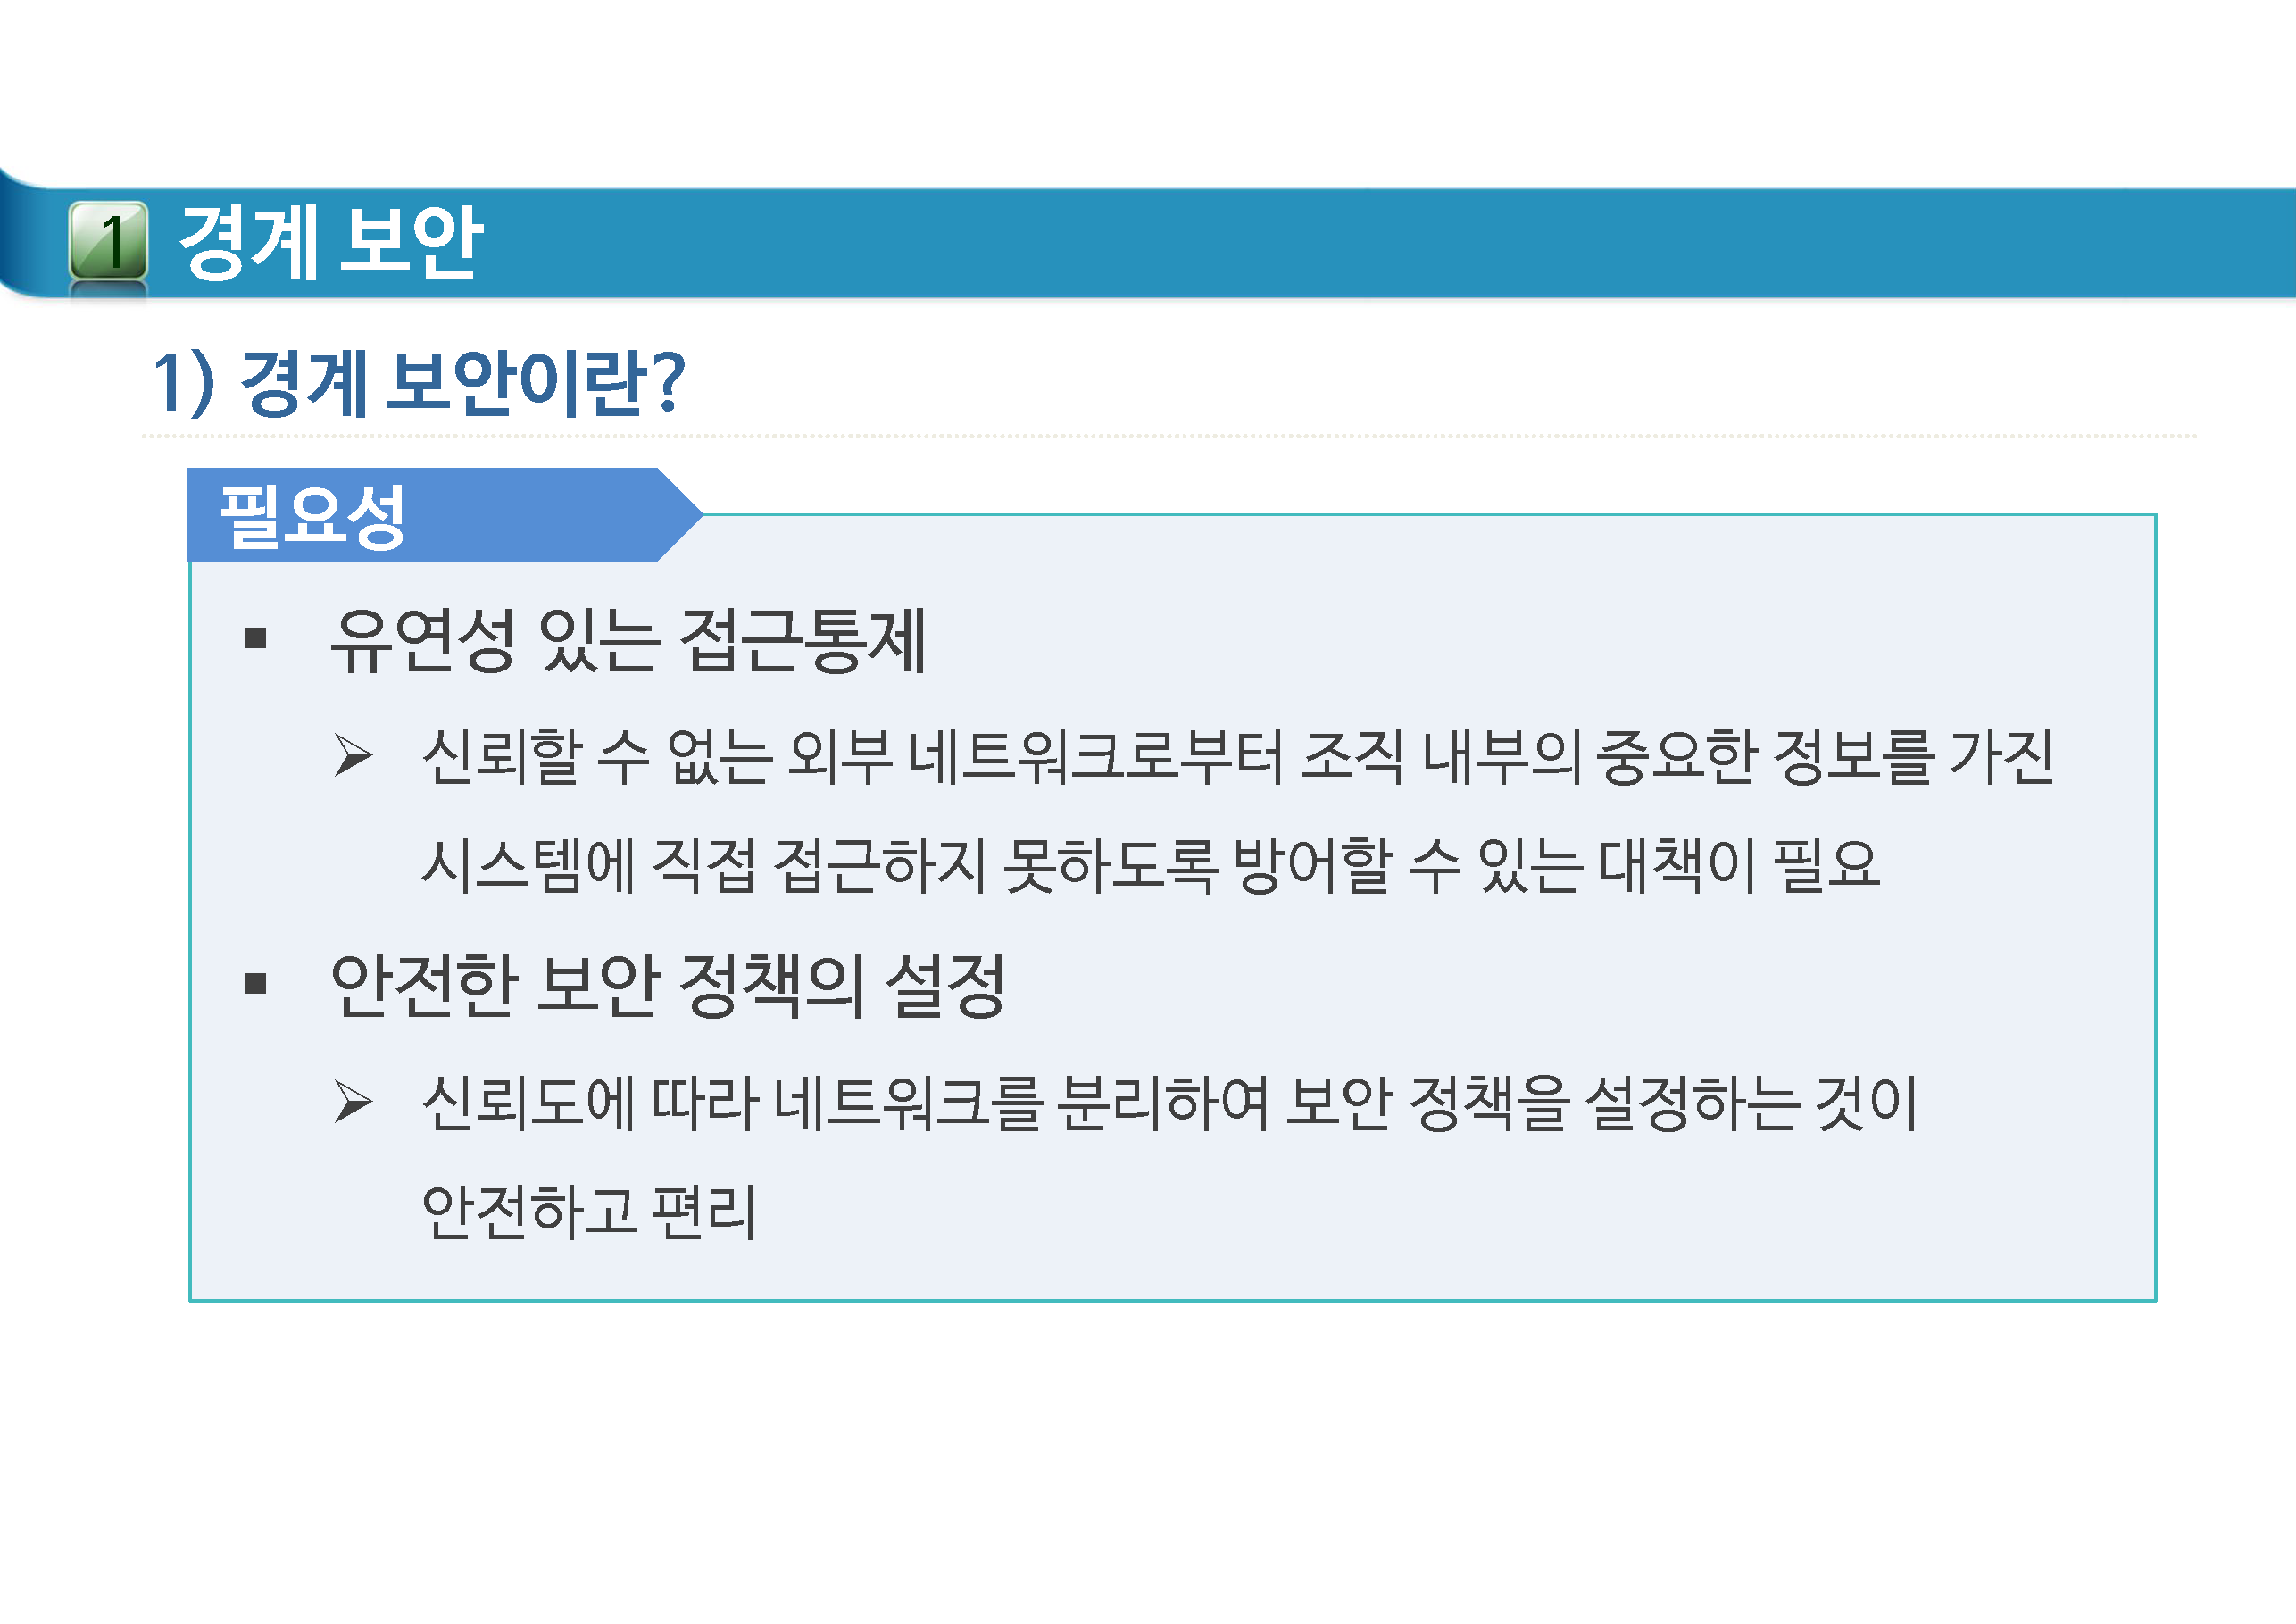 1 경계 보안
1) 경계 보안이란?
필요성
▪ 유연성 있는 접근통제
➢ 신뢰할 수 없는 외부 네트워크로부터 조직 내부의 중요한 정보를 가진
시스템에 직접 접근하지 못하도록 방어할 수 있는 대책이 필요
▪ 안전한 보안 정책의 설정
➢ 신뢰도에 따라 네트워크를 분리하여 보안 정책을 설정하는 것이
안전하고 편리